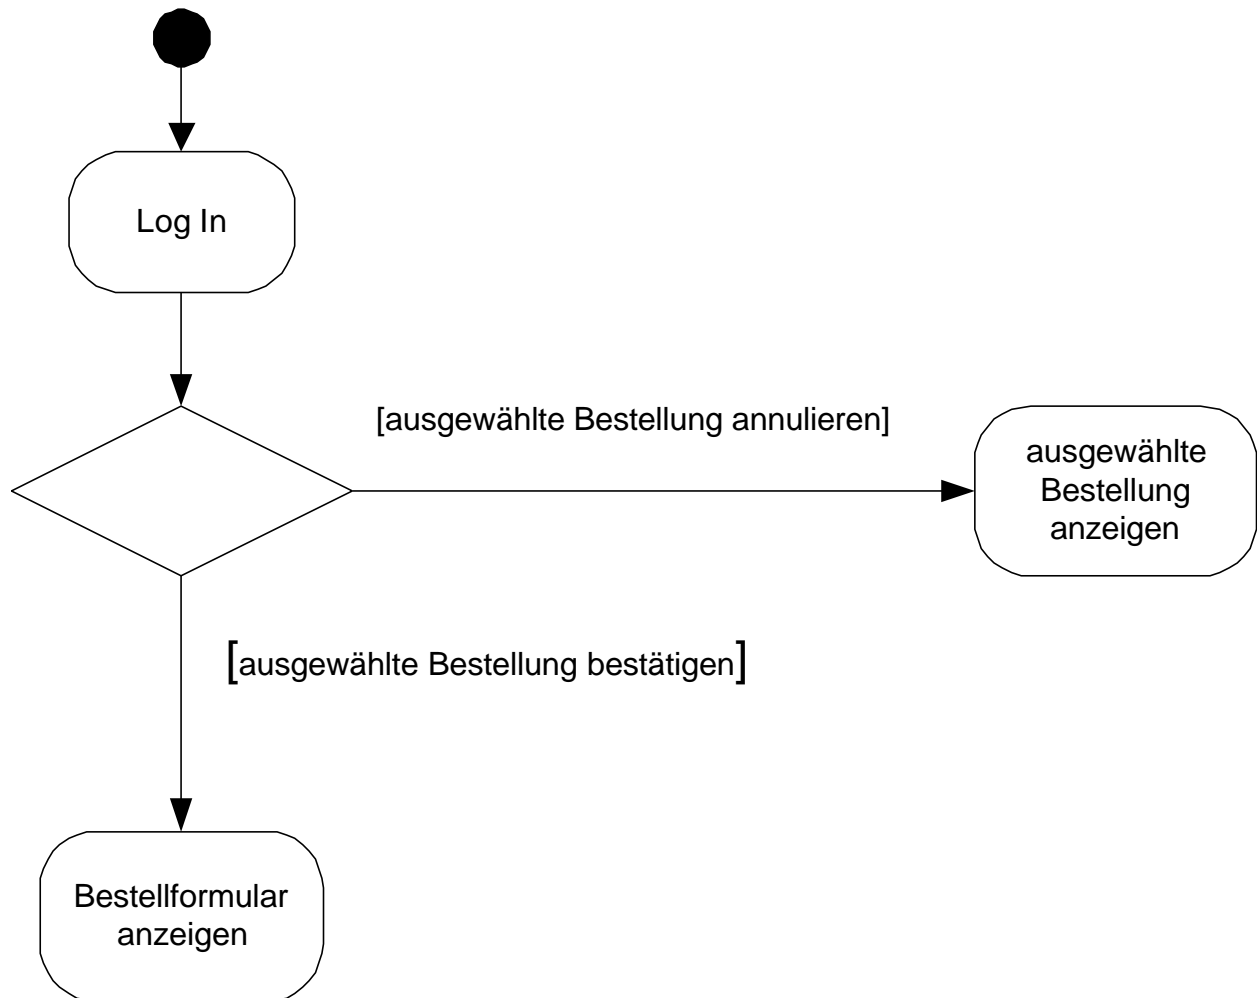 Log In
[ausgewählte Bestellung annulieren]
ausgewählte
Bestellung
anzeigen
[ausgewählte Bestellung bestätigen]
Bestellformular
anzeigen